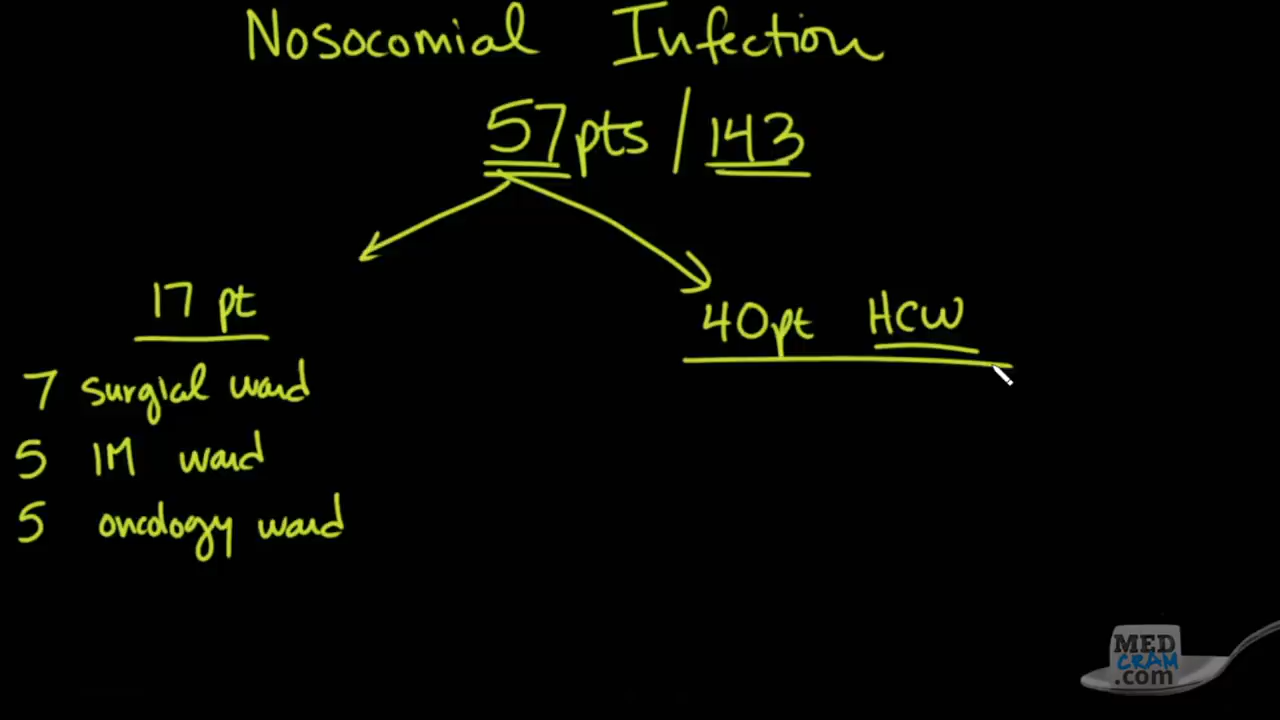 Nosocomial Infection
57pts / 143
17 pt
40pt HCW
7 surgial ward
5 IM ward
5 oncology ward
MED
CRAM
.com